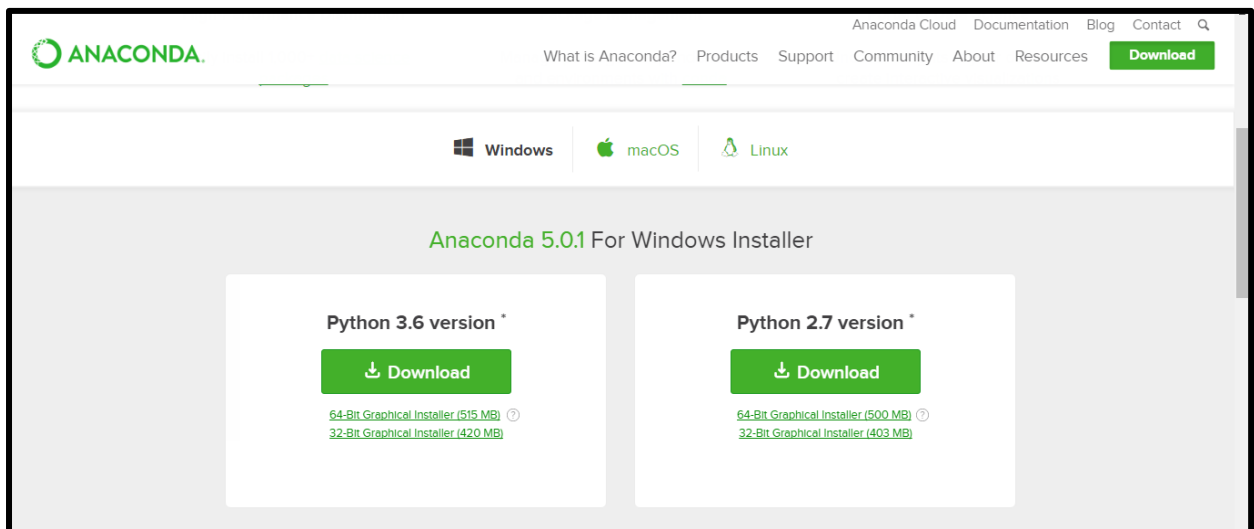 Anaconda Cloud Documentation Blog Contact
ANACONDA.
What is Anaconda? Products Support Community About Resources Download
Windows macOS Linux
Anaconda 5.0.1 For Windows Installer
Python 3.6 version *
Download
64-Bit Graphical Installer (515 MB) ?
32-Bit Graphical Installer (420 MB)
Python 2.7 version *
Download
64-Bit Graphical Installer (500 MB) ?
32-Bit Graphical Installer (403 MB)